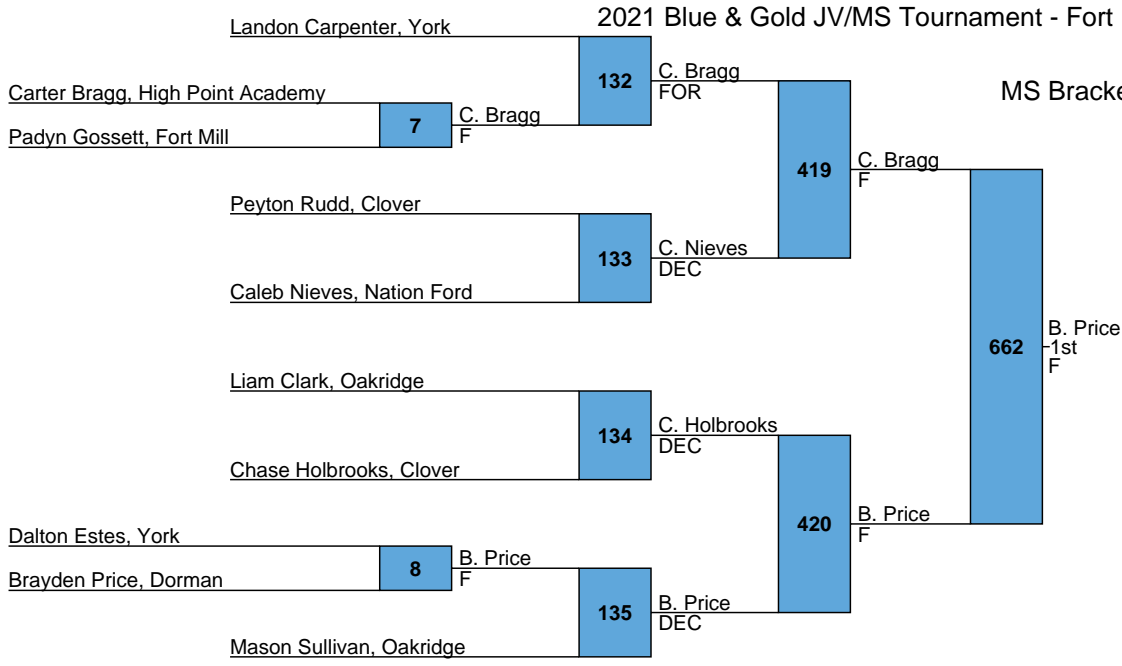 2021 Blue & Gold JV/MS Tournament - Fort
Landon Carpenter, York
132
C. Bragg
FOR
MS Bracke
Carter Bragg, High Point Academy
7
C. Bragg
F
Padyn Gossett, Fort Mill
419
C. Bragg
F
Peyton Rudd, Clover
133
C. Nieves
DEC
Caleb Nieves, Nation Ford
662
B. Price
1st
F
Liam Clark, Oakridge
134
C. Holbrooks
DEC
Chase Holbrooks, Clover
420
B. Price
F
Dalton Estes, York
8
B. Price
F
Brayden Price, Dorman
135
B. Price
DEC
Mason Sullivan, Oakridge